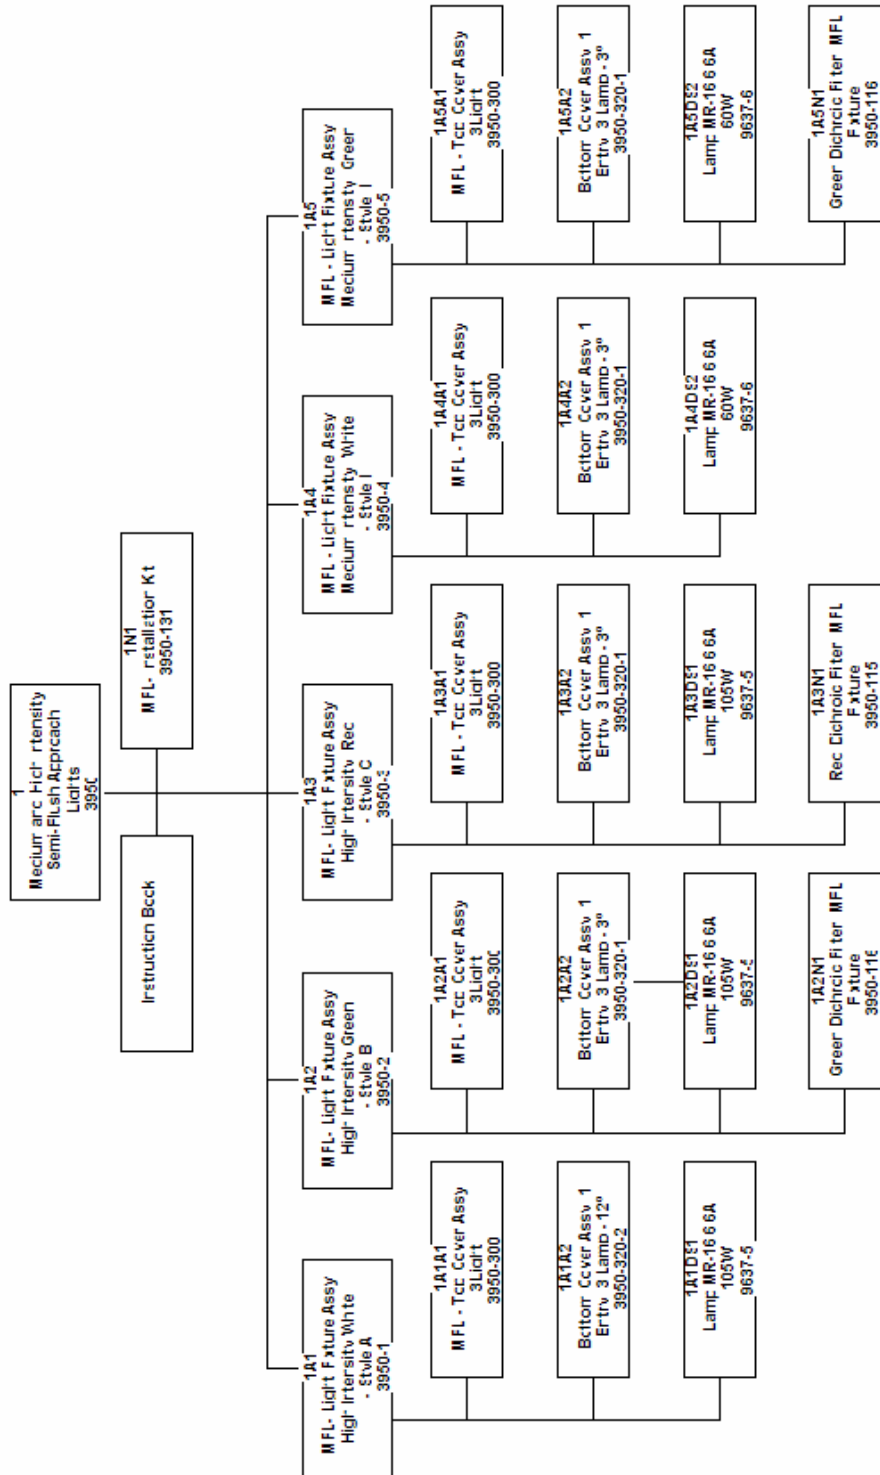 1
Medium and High Intensity
Semi-Flush Approach
Lights
3950
Instruction Book
1N1
MFL- Installation Kit
3950-131
1A1
MFL- Light Fixture Assy
High Intensity White
- Style A
3950-1
1A1A1
MFL - Top Cover Assy
3 Light
3950-300
1A1A2
Bottom Cover Assy 1
Entry 3 Lamp - 12°
3950-320-2
1A1DS1
Lamp MR-16 6.6A
105W
9637-5
1A2
MFL- Light Fixture Assy
High Intensity Green
- Style B
3950-2
1A2A1
MFL - Top Cover Assy
3 Light
3950-300
1A2A2
Bottom Cover Assy 1
Entry 3 Lamp - 3°
3950-320-1
1A2DS1
Lamp MR-16 6.6A
105W
9637-5
1A2N1
Green Dichroic Filter MFL
Fixture
3950-116
1A3
MFL- Light Fixture Assy
High Intensity Red
- Style C
3950-3
1A3A1
MFL - Top Cover Assy
3 Light
3950-300
1A3A2
Bottom Cover Assy 1
Entry 3 Lamp - 3°
3950-320-1
1A3DS1
Lamp MR-16 6.6A
105W
9637-5
1A3N1
Red Dichroic Filter MFL
Fixture
3950-115
1A4
MFL - Light Fixture Assy
Medium Intensity White
- Style I
3950-4
1A4A1
MFL - Top Cover Assy
3 Light
3950-300
1A4A2
Bottom Cover Assy 1
Entry 3 Lamp - 3°
3950-320-1
1A4DS2
Lamp MR-16 6.6A
60W
9637-6
1A5
MFL - Light Fixture Assy
Medium Intensity Green
- Style I
3950-5
1A5A1
MFL - Top Cover Assy
3 Light
3950-300
1A5A2
Bottom Cover Assy 1
Entry 3 Lamp - 3°
3950-320-1
1A5DS2
Lamp MR-16 6.6A
60W
9637-6
1A5N1
Green Dichroic Filter MFL
Fixture
3950-116